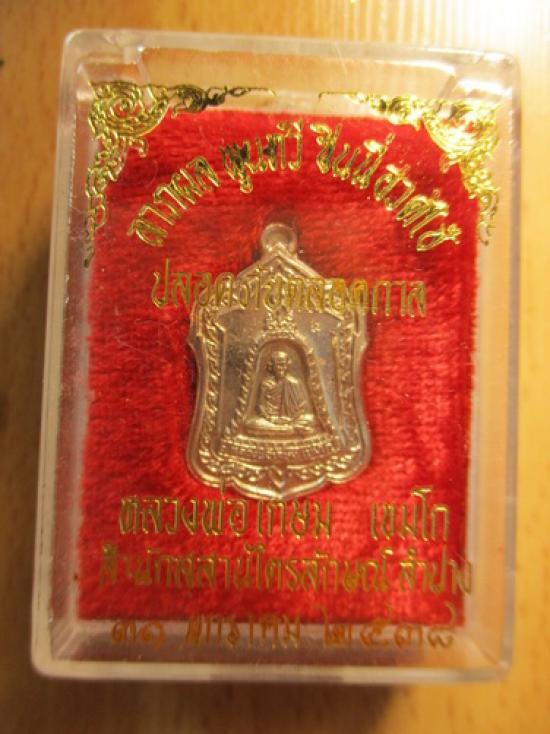 ลาภผล พูนทวี
ปลอดภัยตลอดกาล
หลวงพ่อเกษม เขมโก
สำนักสุสานไตรลักษณ์ ลำปาง
๓๑ มกราคม ๒๕๓๘